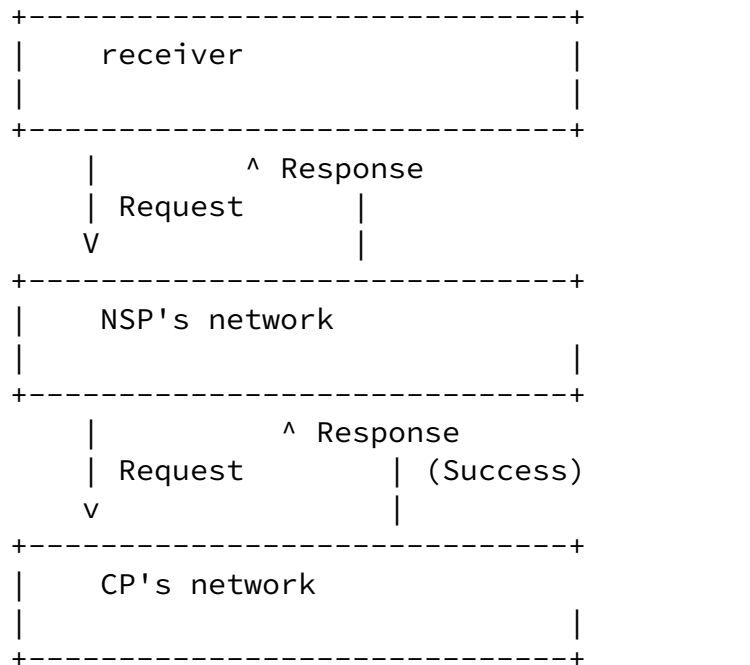 +------------------------------+
|    receiver                  |
|                              |
+------------------------------+
    |        ^ Response
    | Request      |
    V              |
+------------------------------+
|    NSP's network
|                              |
+------------------------------+
    |          ^ Response
    | Request        | (Success)
    v                |
+------------------------------+
|    CP's network
|                              |
+------------------------------+